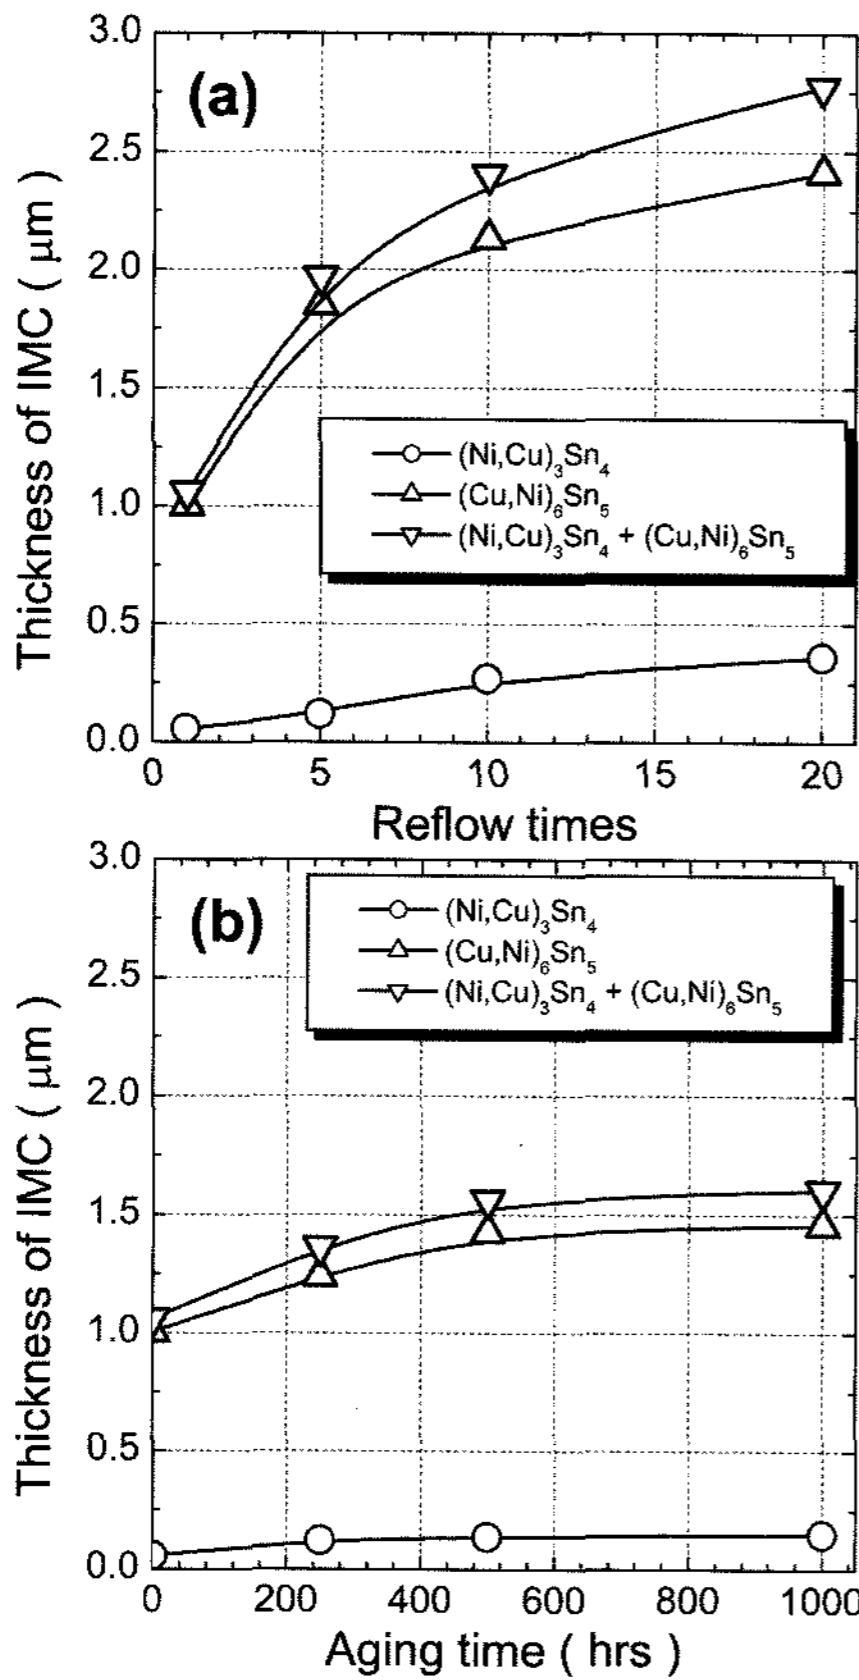 3.0
(a)
2.5
2.0
1.5
1.0
0.5
0.0
Thickness of IMC ( μm )
(Ni,Cu)₃Sn₄
(Cu,Ni)₆Sn₅
(Ni,Cu)₃Sn₄ + (Cu,Ni)₆Sn₅
0 5 10 15 20
Reflow times
3.0
(b)
2.5
2.0
1.5
1.0
0.5
0.0
Thickness of IMC ( μm )
(Ni,Cu)₃Sn₄
(Cu,Ni)₆Sn₅
(Ni,Cu)₃Sn₄ + (Cu,Ni)₆Sn₅
0 200 400 600 800 1000
Aging time ( hrs )